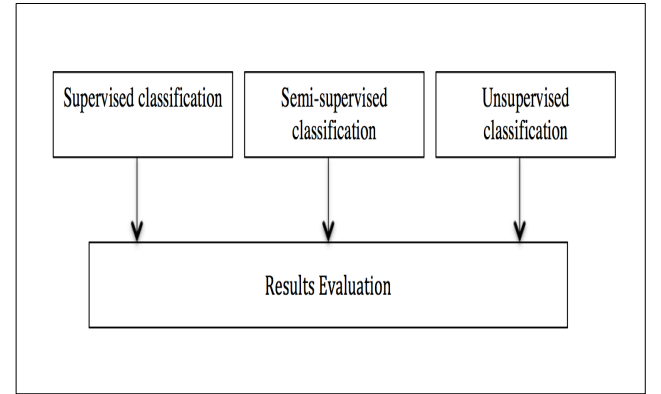 Supervised classification
Semi-supervised
classification
Unsupervised
classification
Results Evaluation